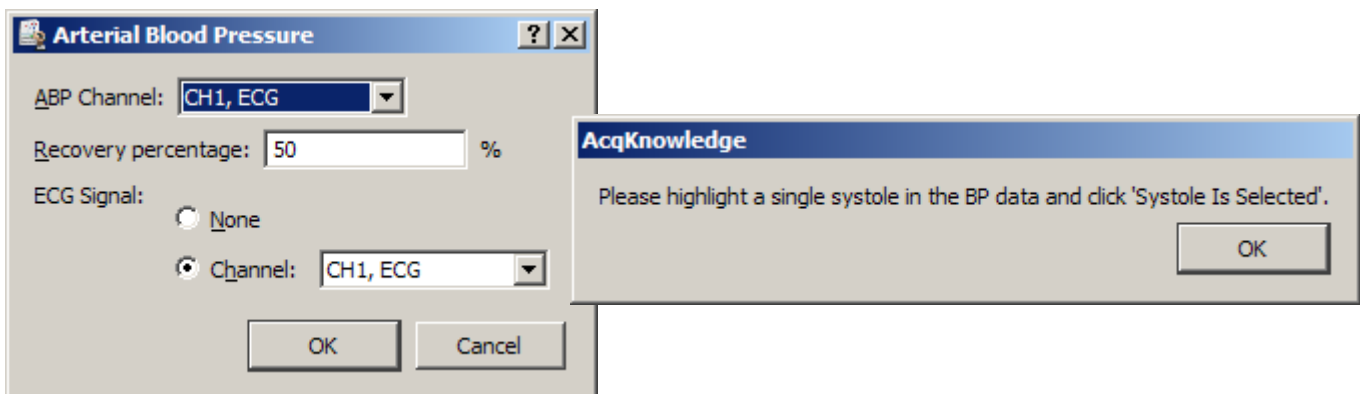 Arterial Blood Pressure
ABP Channel: CH1, ECG
Recovery percentage: 50 %
ECG Signal:
None
Channel: CH1, ECG
OK Cancel
AcqKnowledge
Please highlight a single systole in the BP data and click 'Systole Is Selected'.
OK